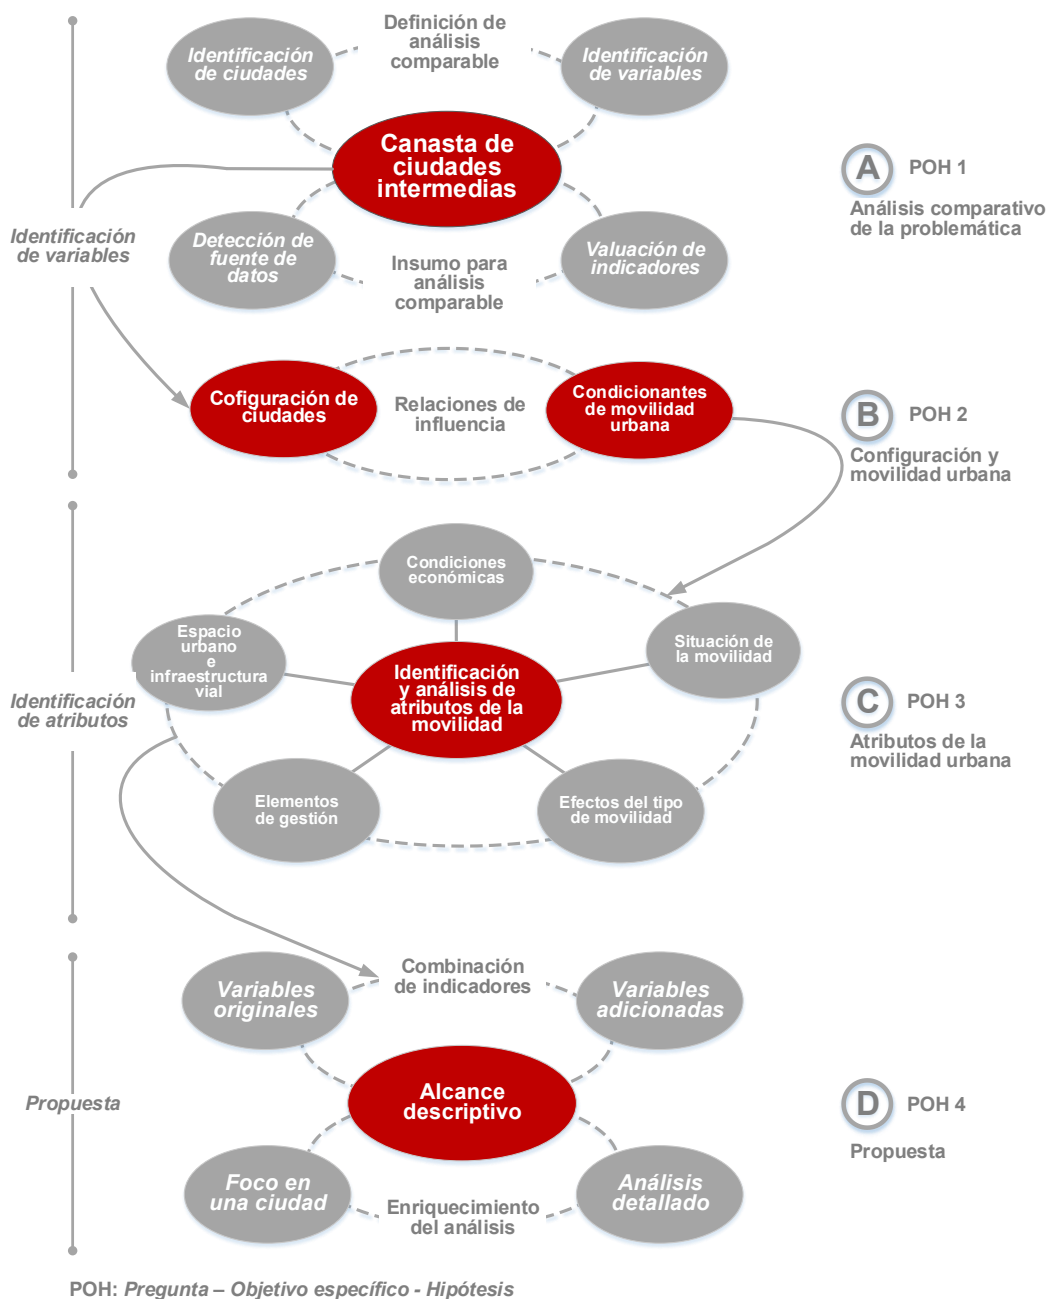 Definición de
análisis
comparable
Identificación
de ciudades
Identificación
de variables
Canasta de
ciudades
intermedias
A
POH 1
Análisis comparativo
de la problemática
Identificación
de variables
Detección de
fuente de
datos
Insumo para
análisis
comparable
Valuación de
indicadores
Cofiguración de
ciudades
Relaciones de
influencia
Condicionantes
de movilidad
urbana
B
POH 2
Configuración y
movilidad urbana
Condiciones
económicas
Espacio
urbano
e
infraestructura
vial
Situación de
la movilidad
Identificación
y análisis de
atributos de la
movilidad
Identificación
de atributos
C
POH 3
Atributos de la
movilidad urbana
Elementos
de gestión
Efectos del tipo
de movilidad
Combinación
de indicadores
Variables
originales
Variables
adicionadas
Alcance
descriptivo
Propuesta
D
POH 4
Propuesta
Foco en
una ciudad
Enriquecimiento
del análisis
Análisis
detallado
POH: Pregunta – Objetivo específico - Hipótesis